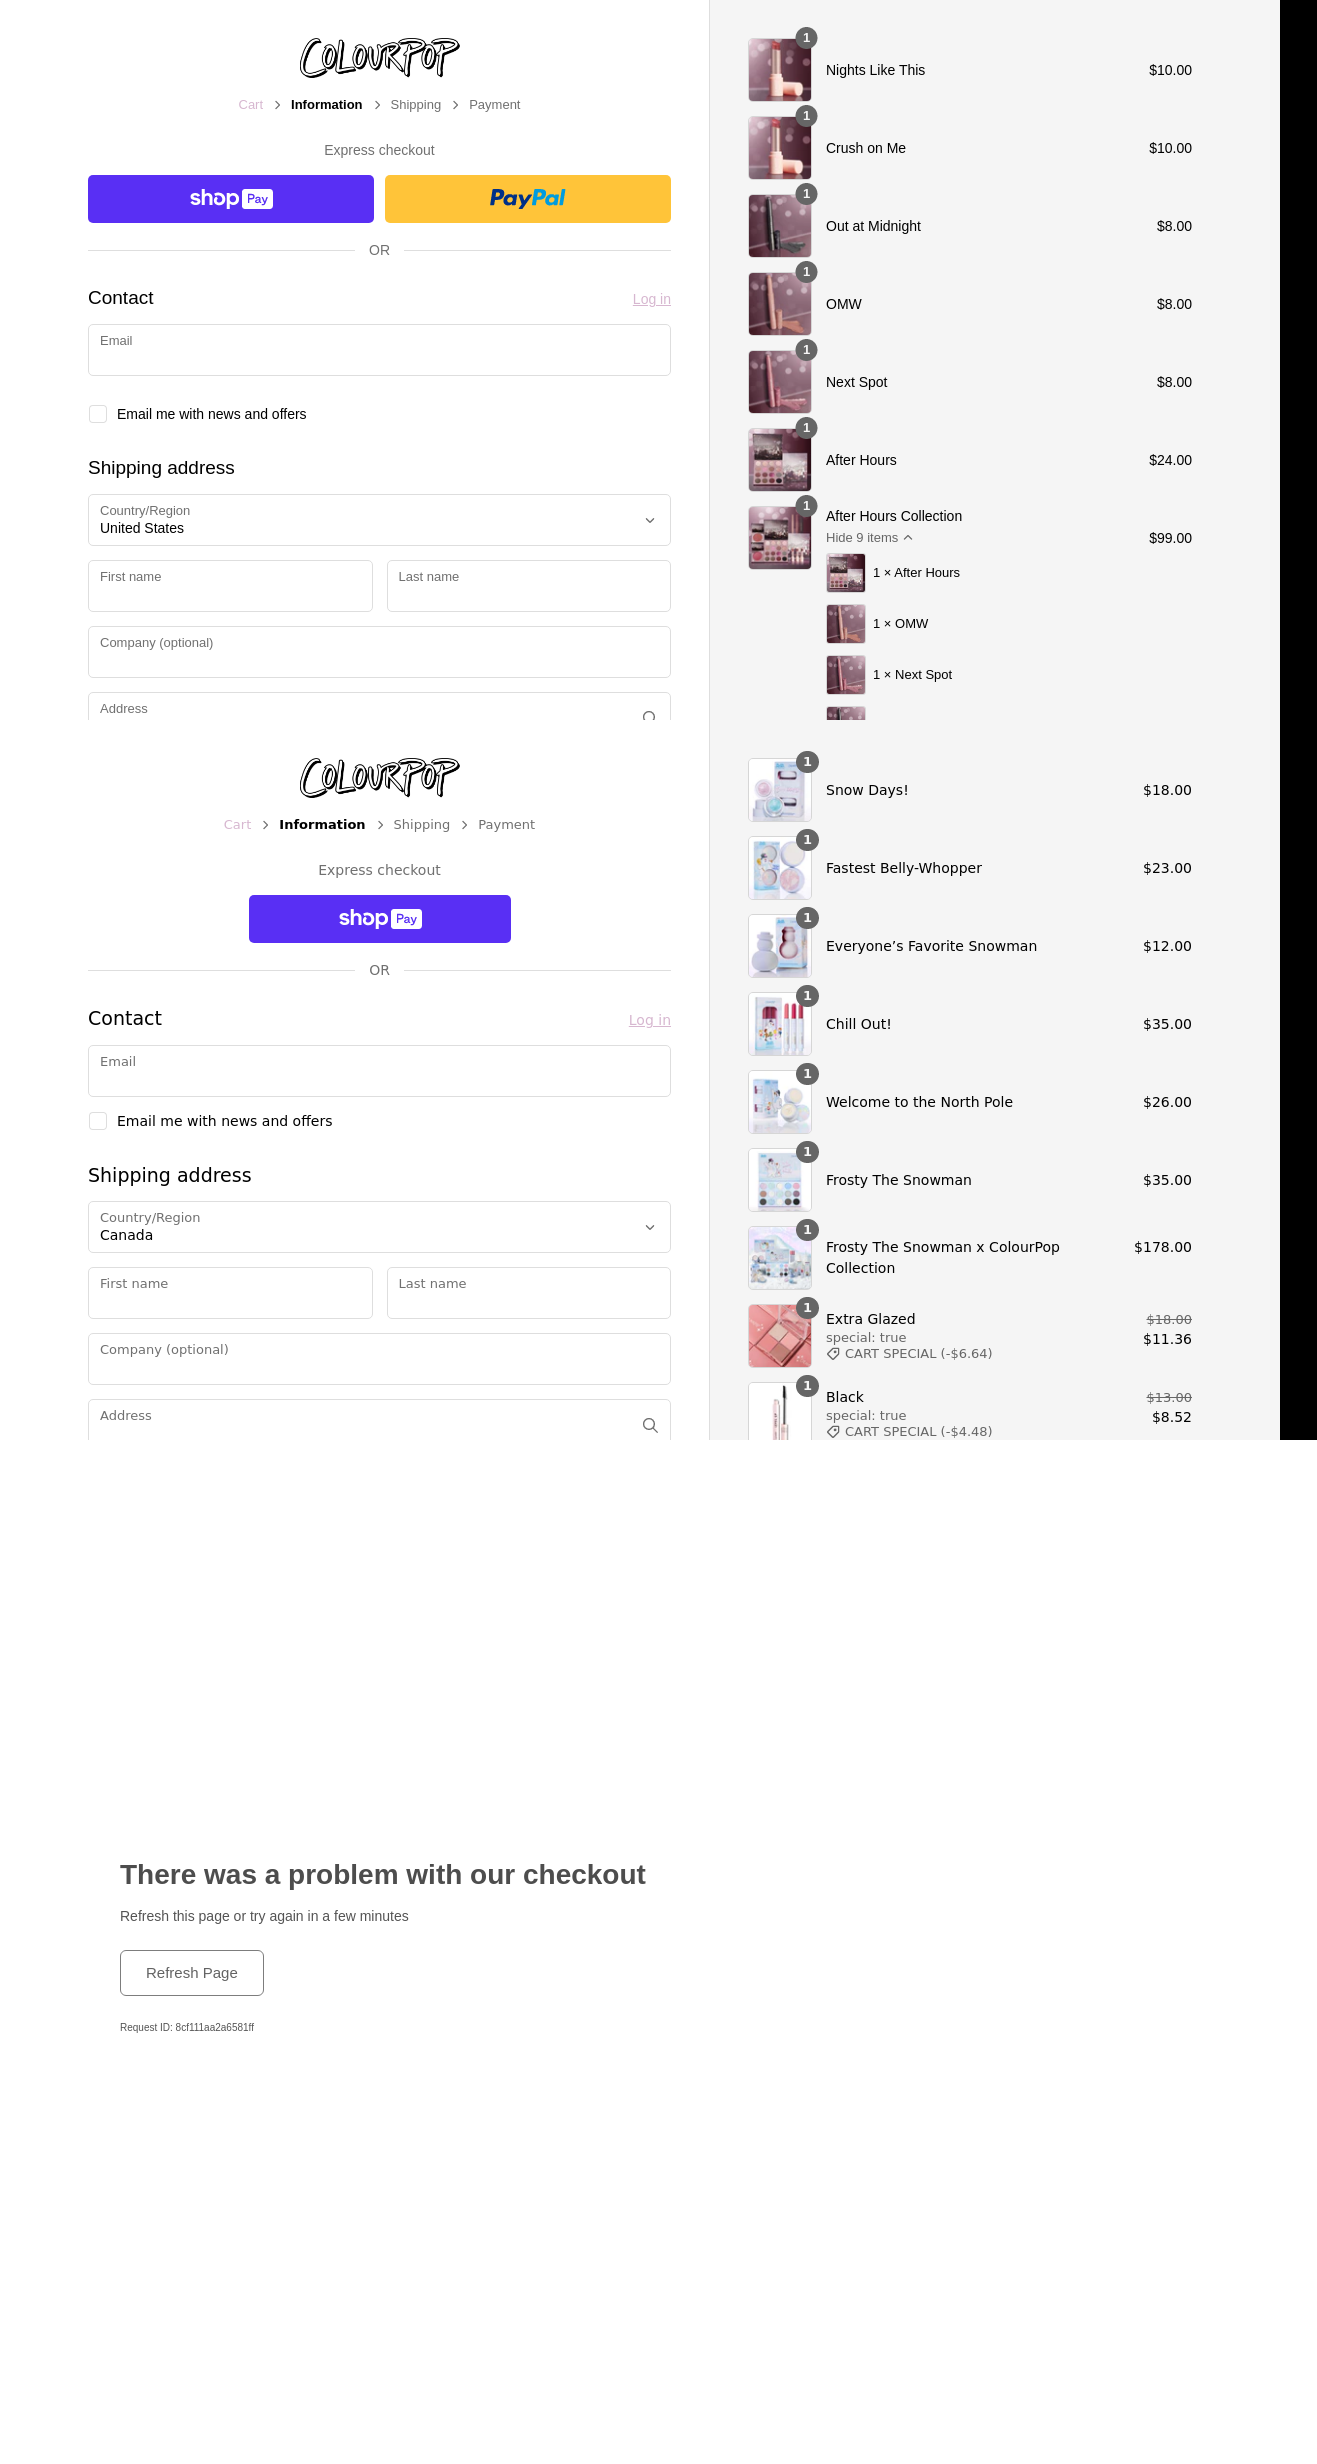 COLOURPOP
Cart > Information > Shipping > Payment
Express checkout
shop Pay
PayPal
OR
Contact
Log in
Email
Email me with news and offers
Shipping address
Country/Region
United States
First name
Last name
Company (optional)
Address
1
Nights Like This
$10.00
1
Crush on Me
$10.00
1
Out at Midnight
$8.00
1
OMW
$8.00
1
Next Spot
$8.00
1
After Hours
$24.00
1
After Hours Collection
Hide 9 items
$99.00
1 × After Hours
1 × OMW
1 × Next Spot
COLOURPOP
Cart > Information > Shipping > Payment
Express checkout
shop Pay
OR
Contact
Log in
Email
Email me with news and offers
Shipping address
Country/Region
Canada
First name
Last name
Company (optional)
Address
1
Snow Days!
$18.00
1
Fastest Belly-Whopper
$23.00
1
Everyone’s Favorite Snowman
$12.00
1
Chill Out!
$35.00
1
Welcome to the North Pole
$26.00
1
Frosty The Snowman
$35.00
1
Frosty The Snowman x ColourPop
Collection
$178.00
1
Extra Glazed
special: true
CART SPECIAL (-$6.64)
$18.00
$11.36
1
Black
special: true
CART SPECIAL (-$4.48)
$13.00
$8.52
There was a problem with our checkout
Refresh this page or try again in a few minutes
Refresh Page
Request ID: 8cf111aa2a6581ff